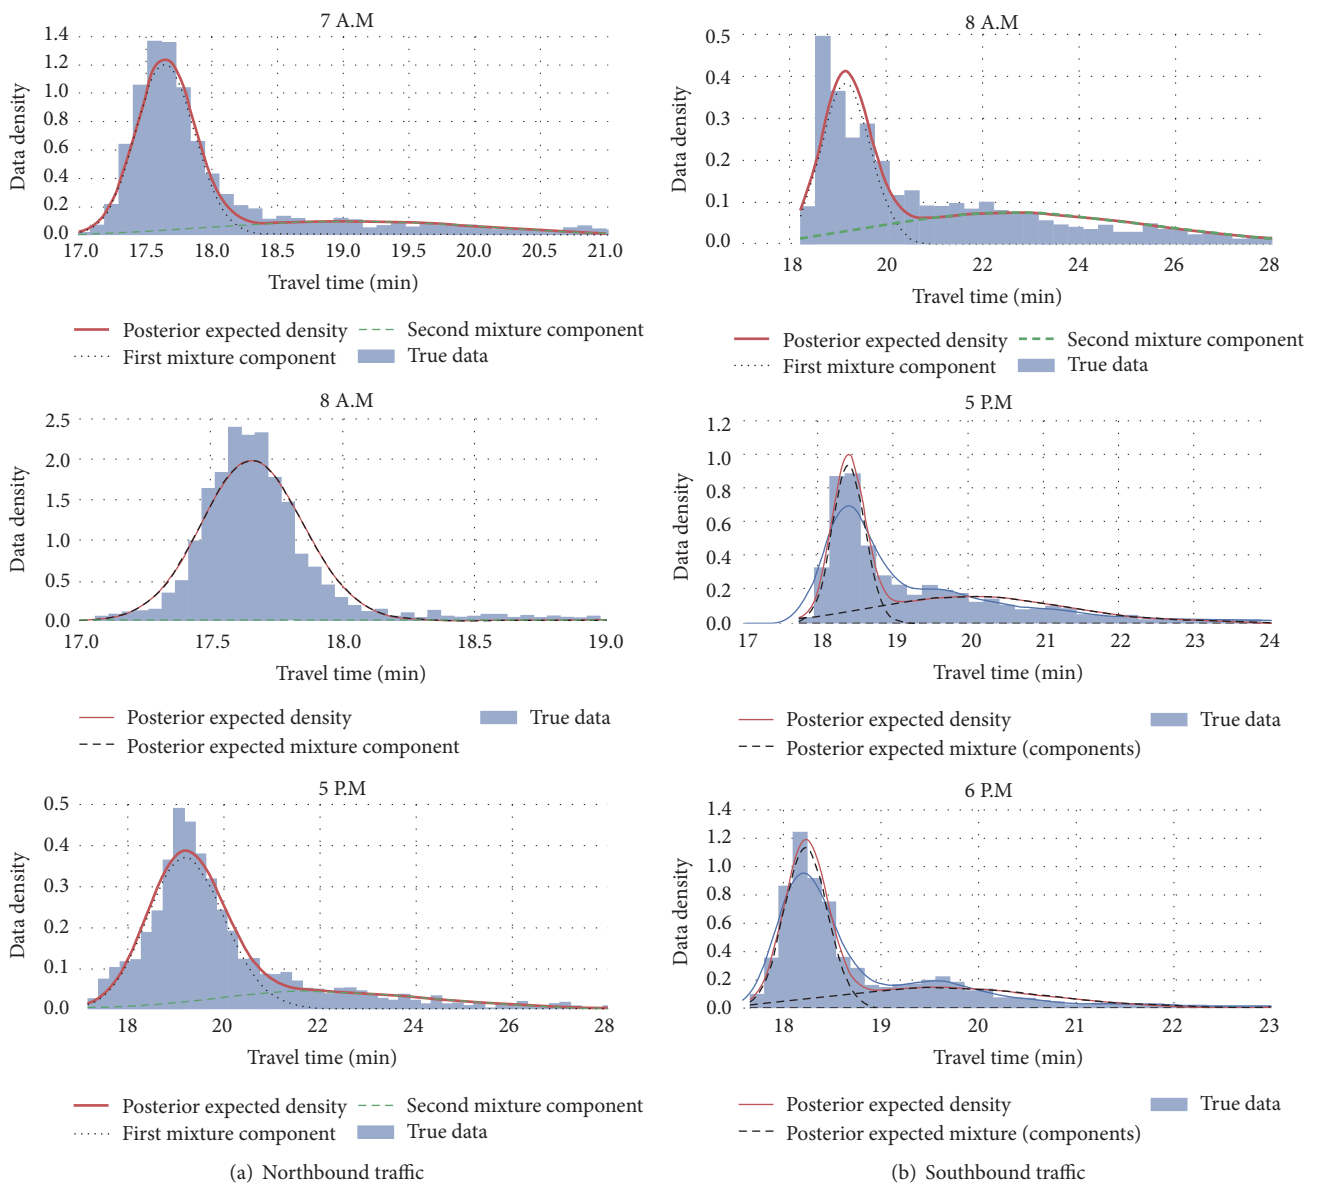 7 A.M
Data density
1.4
1.2
1.0
0.8
0.6
0.4
0.2
0.0
17.0 17.5 18.0 18.5 19.0 19.5 20.0 20.5 21.0
Travel time (min)
Posterior expected density
Second mixture component
First mixture component
True data
8 A.M
Data density
2.5
2.0
1.5
1.0
0.5
0.0
17.0 17.5 18.0 18.5 19.0
Travel time (min)
Posterior expected density
True data
Posterior expected mixture component
5 P.M
Data density
0.5
0.4
0.3
0.2
0.1
0.0
18 20 22 24 26 28
Travel time (min)
Posterior expected density
Second mixture component
First mixture component
True data
(a) Northbound traffic
8 A.M
Data density
0.5
0.4
0.3
0.2
0.1
0.0
18 20 22 24 26 28
Travel time (min)
Posterior expected density
Second mixture component
First mixture component
True data
5 P.M
Data density
1.2
1.0
0.8
0.6
0.4
0.2
0.0
17 18 19 20 21 22 23 24
Travel time (min)
Posterior expected density
True data
Posterior expected mixture (components)
6 P.M
Data density
1.4
1.2
1.0
0.8
0.6
0.4
0.2
0.0
18 19 20 21 22 23
Travel time (min)
Posterior expected density
True data
Posterior expected mixture (components)
(b) Southbound traffic